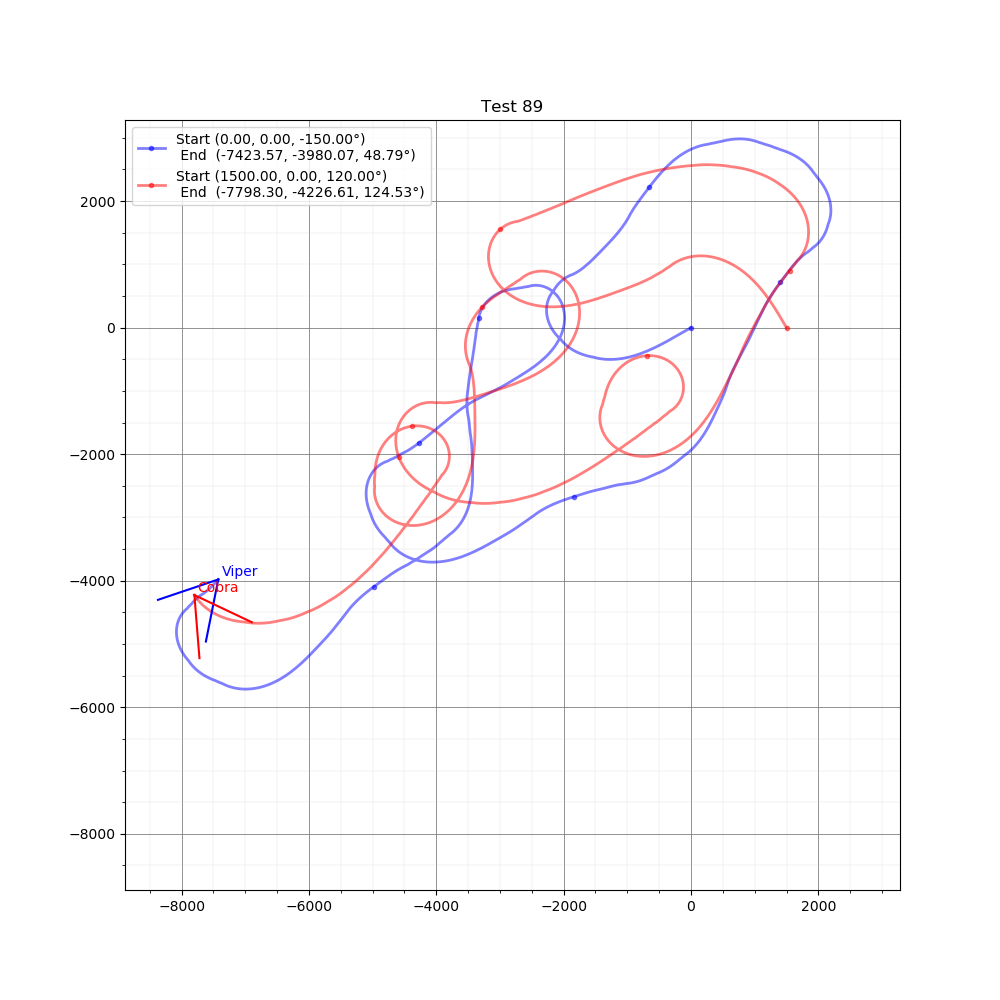 Test 89
Start (0.00, 0.00, -150.00°)
End (-7423.57, -3980.07, 48.79°)
Start (1500.00, 0.00, 120.00°)
End (-7798.30, -4226.61, 124.53°)
2000
0
−2000
−4000
−6000
−8000
Viper
Cobra
−8000 −6000 −4000 −2000 0 2000